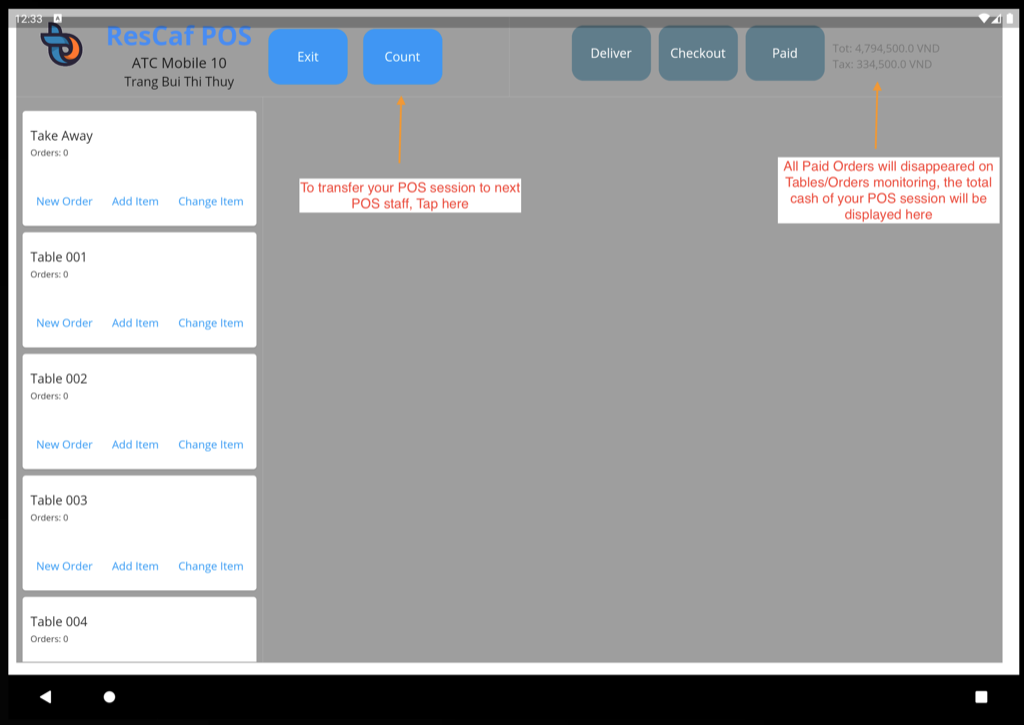 12:33
ResCaf POS
ATC Mobile 10
Trang Bui Thi Thuy
Exit
Count
Deliver
Checkout
Paid
Tot: 4,794,500.0 VND
Tax: 334,500.0 VND
To transfer your POS session to next
POS staff, Tap here
All Paid Orders will disappeared on
Tables/Orders monitoring, the total
cash of your POS session will be
displayed here
Take Away
Orders: 0
New Order Add Item Change Item
Table 001
Orders: 0
New Order Add Item Change Item
Table 002
Orders: 0
New Order Add Item Change Item
Table 003
Orders: 0
New Order Add Item Change Item
Table 004
Orders: 0